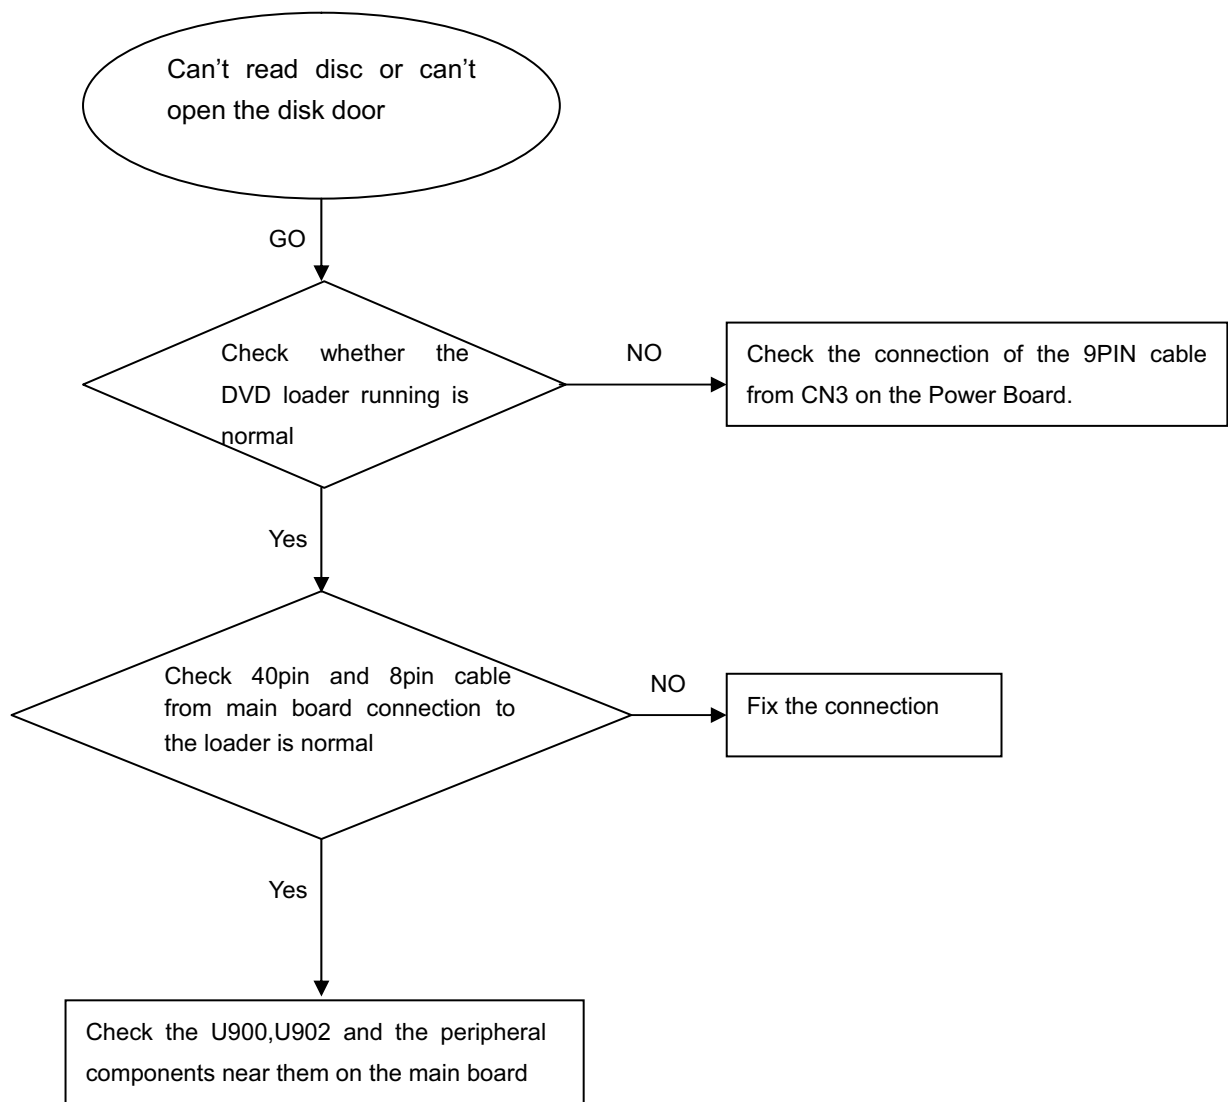 Can’t read disc or can’t
open the disk door
GO
Check whether the
DVD loader running is
normal
NO
Check the connection of the 9PIN cable
from CN3 on the Power Board.
Yes
Check 40pin and 8pin cable
from main board connection to
the loader is normal
NO
Fix the connection
Yes
Check the U900,U902 and the peripheral
components near them on the main board